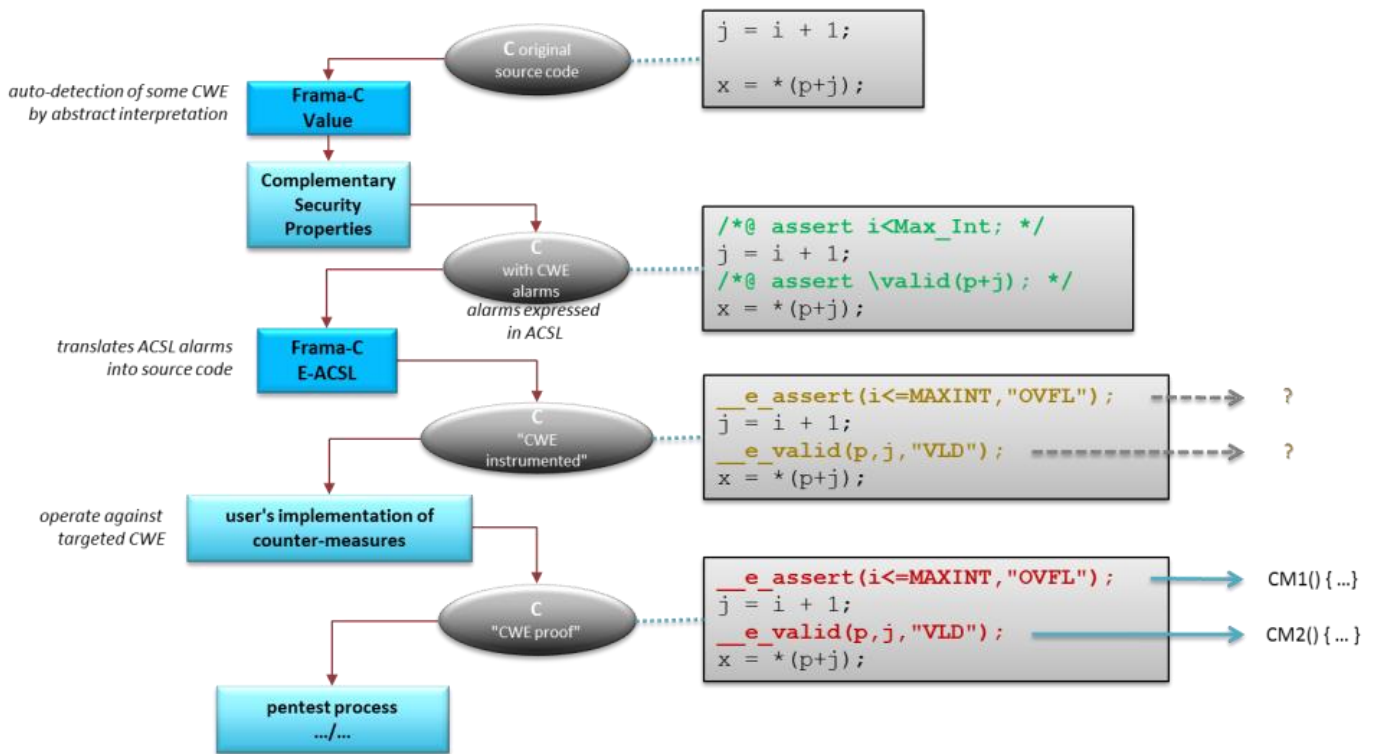 C original
source code
j = i + 1;
x = *(p+j);
auto-detection of some CWE
by abstract interpretation
Frama-C
Value
Complementary
Security
Properties
C
with CWE
alarms
alarms expressed
in ACSL
/*@ assert i<Max_Int; */
j = i + 1;
/*@ assert \valid(p+j); */
x = *(p+j);
translates ACSL alarms
into source code
Frama-C
E-ACSL
C
"CWE
instrumented"
__e_assert(i<=MAXINT,"OVFL");
?
j = i + 1;
__e_valid(p,j,"VLD");
?
x = *(p+j);
operate against
targeted CWE
user's implementation of
counter-measures
C
"CWE proof"
__e_assert(i<=MAXINT,"OVFL");
CM1() { ...}
j = i + 1;
__e_valid(p,j,"VLD");
CM2() { ... }
x = *(p+j);
pentest process
.../...